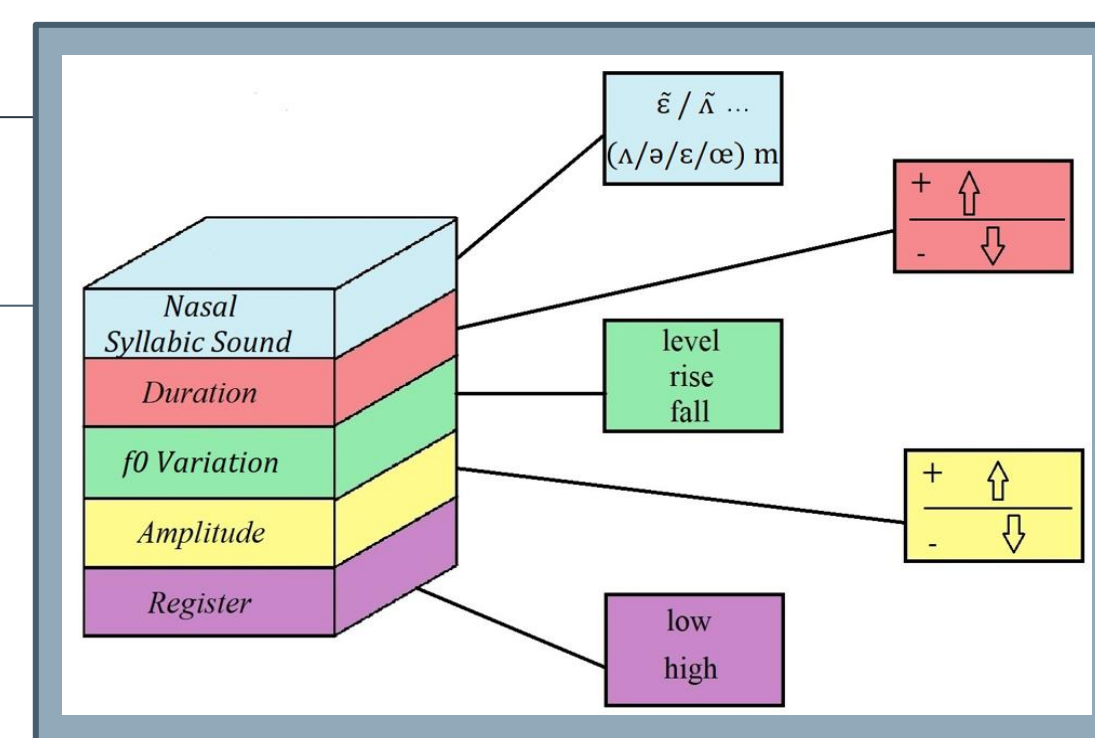 ɛ̃ / ʌ̃ ...
(ʌ/ə/ɛ/œ) m
+
-
Nasal
Syllabic Sound
Duration
f0 Variation
Amplitude
Register
level
rise
fall
+
-
low
high